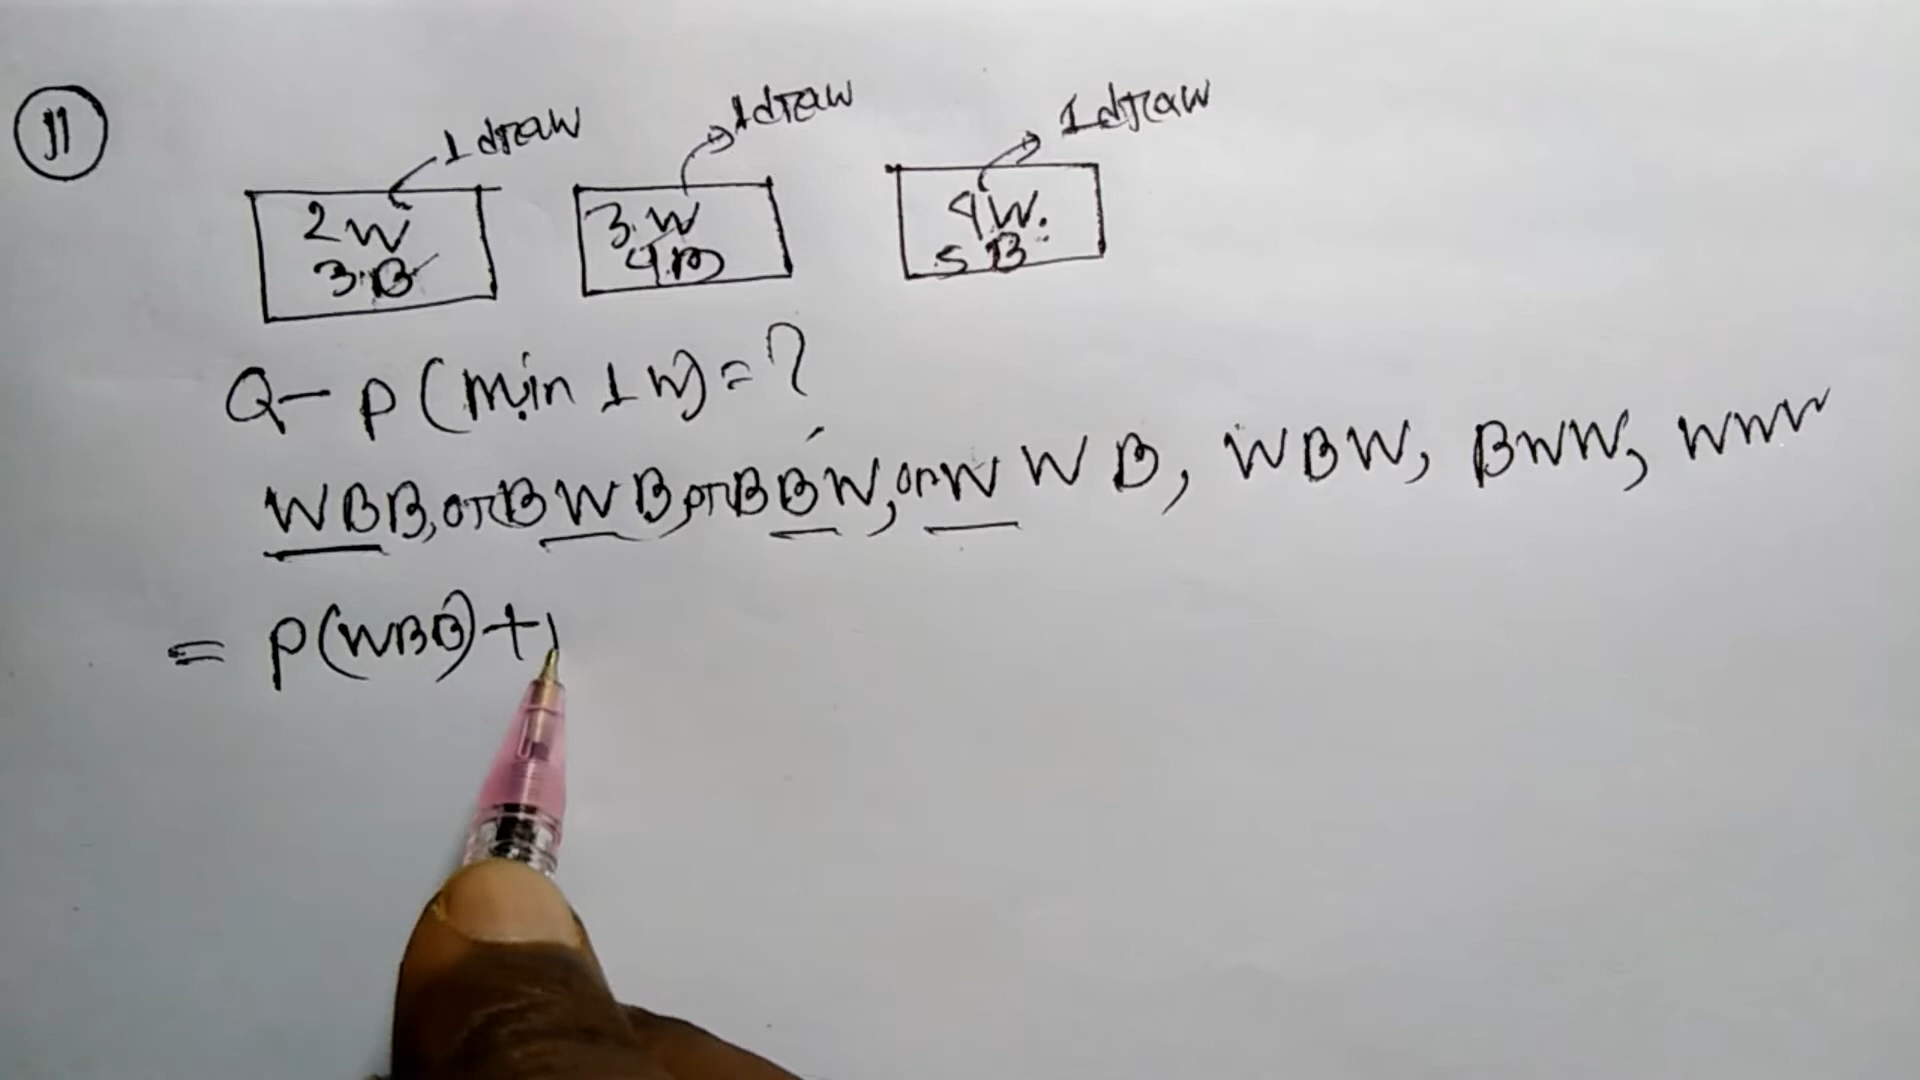 11
1 draw 1 draw 1 draw
2W 3W 4W.
3B 4B 5B
Q- P(min 1W)=?
WBB, or BWB, or BBW, or WWB, WBW, BWW, WWW
= P(WBB)+